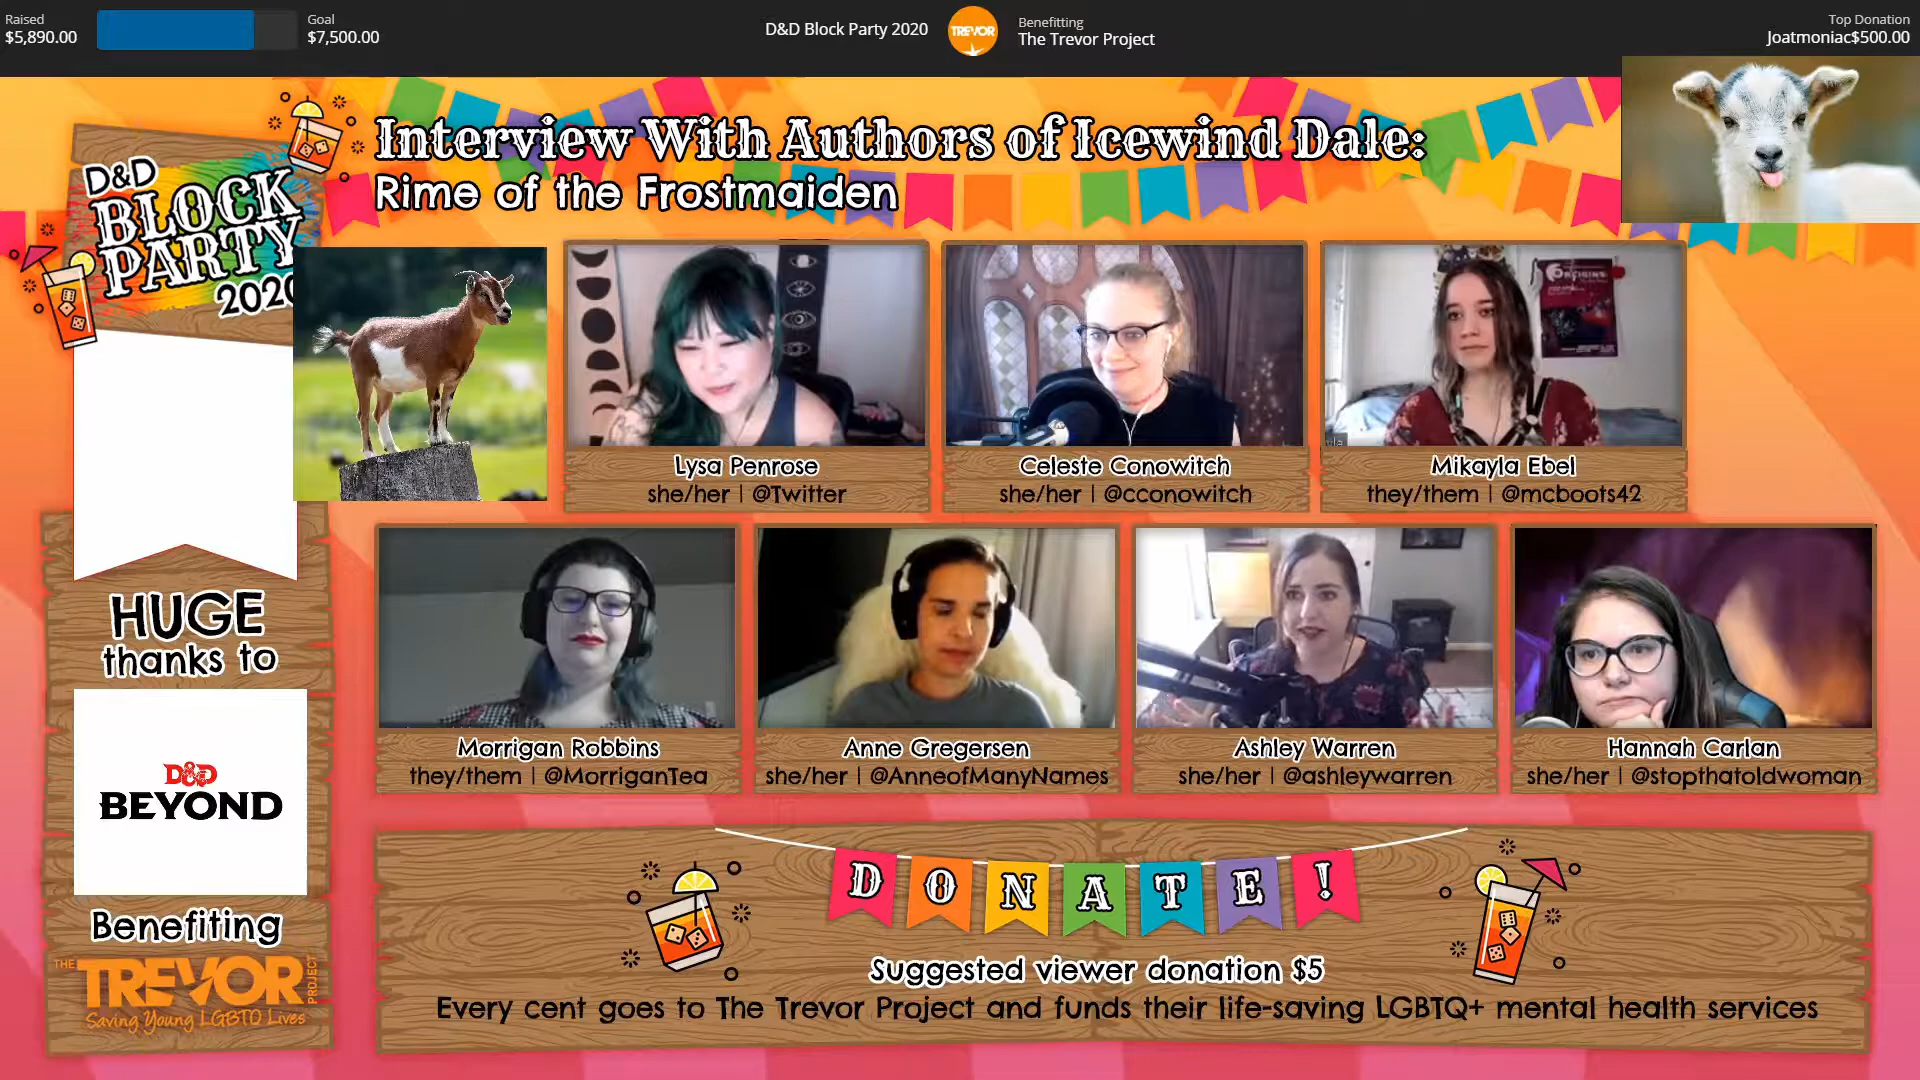 Raised
$5,890.00
Goal
$7,500.00
D&D Block Party 2020
TREVOR
Benefitting
The Trevor Project
Top Donation
Joatmoniac$500.00
D&D
BLOCK
PARTY
2020
Interview With Authors of Icewind Dale:
Rime of the Frostmaiden
Lysa Penrose
she/her | @Twitter
Celeste Conowitch
she/her | @cconowitch
Mikayla Ebel
they/them | @mcboots42
ORIGINS
Morrigan Robbins
they/them | @MorriganTea
Anne Gregersen
she/her | @AnneofManyNames
Ashley Warren
she/her | @ashleywarren
Hannah Carlan
she/her | @stopthatoldwoman
HUGE
thanks to
D&D
BEYOND
Benefiting
THE
TREVOR
PROJECT
Saving Young LGBTQ Lives
DONATE!
Suggested viewer donation $5
Every cent goes to The Trevor Project and funds their life-saving LGBTQ+ mental health services